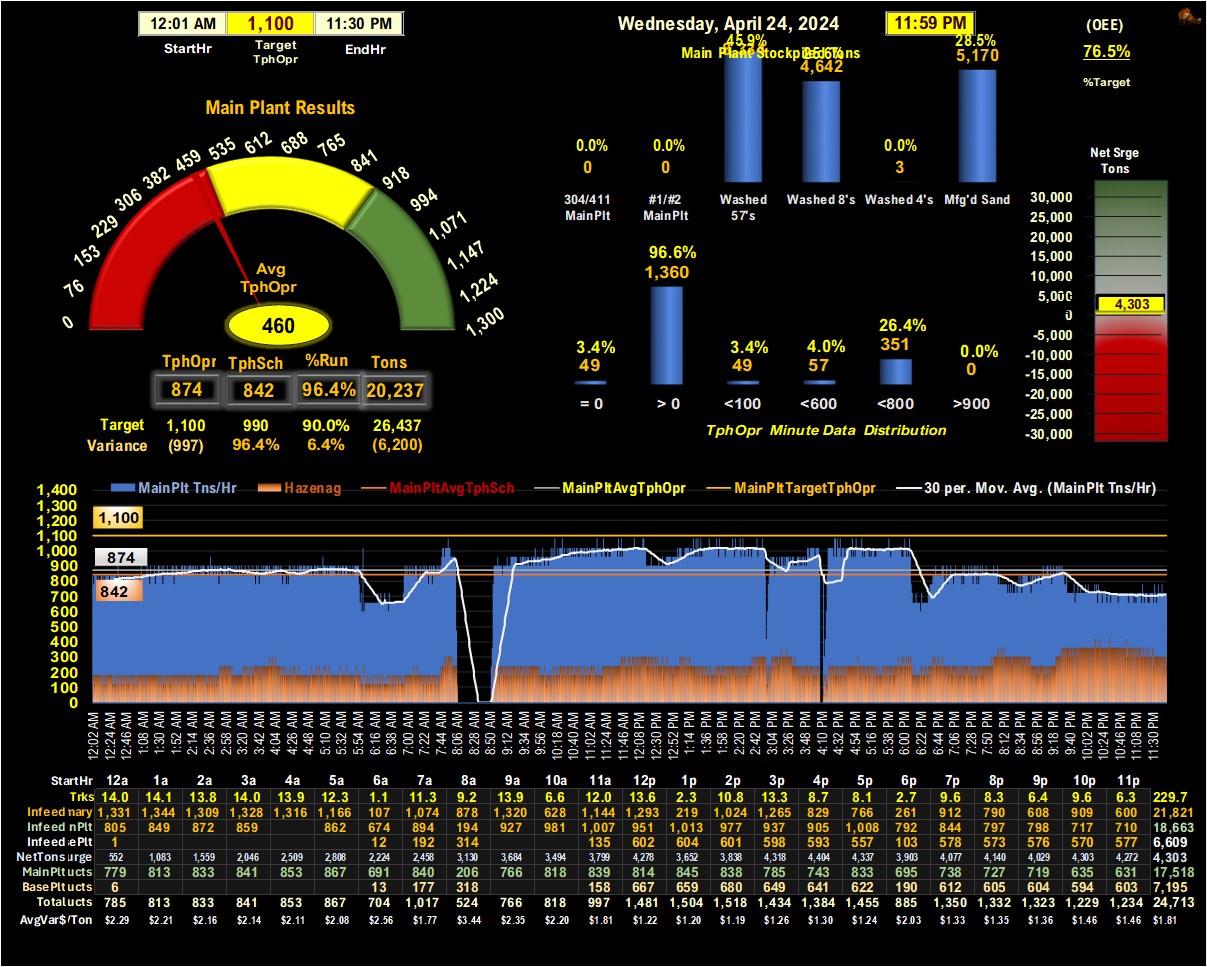 12:01 AM 1,100 11:30 PM
StartHr Target TphOpr EndHr
Wednesday, April 24, 2024 11:59 PM
(OEE)
76.5%
%Target
Main Plant Stockpiled Tons
45.9% 28.5%
4,642 5,170
0.0% 0.0% 0.0%
0 0 3
304/411 MainPlt #1/#2 MainPlt Washed 57's Washed 8's Washed 4's Mfg'd Sand
Main Plant Results
0 76 153 229 306 382 459 535 612 688 765 841 918 994 1,071 1,147 1,224 1,300
Avg
TphOpr
460
TphOpr TphSch %Run Tons
874 842 96.4% 20,237
Target 1,100 990 90.0% 26,437
Variance (997) 96.4% 6.4% (6,200)
3.4% 96.6% 3.4% 4.0% 26.4% 0.0%
49 1,360 49 57 351 0
= 0 > 0 <100 <600 <800 >900
TphOpr Minute Data Distribution
Net Srge
Tons
30,000
25,000
20,000
15,000
10,000
5,000
4,303
0
-5,000
-10,000
-15,000
-20,000
-25,000
-30,000
MainPlt Tns/Hr Hazenag MainPltAvgTphSch MainPltAvgTphOpr MainPltTargetTphOpr 30 per. Mov. Avg. (MainPlt Tns/Hr)
1,400
1,300
1,200
1,100
1,000
900
800
700
600
500
400
300
200
100
0
1,100
874
842
12:02 AM 12:24 AM 12:46 AM 1:08 AM 1:30 AM 1:52 AM 2:14 AM 2:36 AM 2:58 AM 3:20 AM 3:42 AM 4:04 AM 4:26 AM 4:48 AM 5:10 AM 5:32 AM 5:54 AM 6:16 AM 6:38 AM 7:00 AM 7:22 AM 7:44 AM 8:06 AM 8:28 AM 8:50 AM 9:12 AM 9:34 AM 9:56 AM 10:18 AM 10:40 AM 11:02 AM 11:24 AM 11:46 AM 12:08 PM 12:30 PM 12:52 PM 1:14 PM 1:36 PM 1:58 PM 2:20 PM 2:42 PM 3:04 PM 3:26 PM 3:48 PM 4:10 PM 4:32 PM 4:54 PM 5:16 PM 5:38 PM 6:00 PM 6:22 PM 6:44 PM 7:06 PM 7:28 PM 7:50 PM 8:12 PM 8:34 PM 8:56 PM 9:18 PM 9:40 PM 10:02 PM 10:24 PM 10:46 PM 11:08 PM 11:30 PM
StartHr 12a 1a 2a 3a 4a 5a 6a 7a 8a 9a 10a 11a 12p 1p 2p 3p 4p 5p 6p 7p 8p 9p 10p 11p
Trks 14.0 14.1 13.8 14.0 13.9 12.3 1.1 11.3 9.2 13.9 6.6 12.0 13.6 2.3 10.8 13.3 8.7 8.1 2.7 9.6 8.3 6.4 9.6 6.3 229.7
Infeed mary 1,331 1,344 1,309 1,328 1,316 1,166 107 1,074 878 1,320 628 1,144 1,293 219 1,024 1,265 829 766 261 912 790 608 909 600 21,821
Infeed nPlt 805 849 872 859 862 674 894 194 927 981 1,007 951 1,013 977 937 905 1,008 792 844 797 798 717 710 18,663
Infeed ePlt 1 12 192 314 135 602 604 601 598 593 557 103 578 573 576 570 577 6,609
NetTons urge 552 1,083 1,559 2,046 2,509 2,808 2,224 2,458 3,130 3,684 3,494 3,799 4,278 3,652 3,838 4,318 4,404 4,337 3,903 4,077 4,140 4,029 4,303 4,272 4,303
MainPlt ucts 779 813 833 841 853 867 691 840 206 766 818 839 814 845 838 785 743 833 695 738 727 719 635 631 17,518
BasePlt ucts 6 13 177 318 158 667 659 680 649 641 622 190 612 605 604 594 603 7,195
Total ucts 785 813 833 841 853 867 704 1,017 524 766 818 997 1,481 1,504 1,518 1,434 1,384 1,455 885 1,350 1,332 1,323 1,229 1,234 24,713
AvgVar$/Ton $2.29 $2.21 $2.16 $2.14 $2.11 $2.08 $2.56 $1.77 $3.44 $2.35 $2.20 $1.81 $1.22 $1.20 $1.19 $1.26 $1.30 $1.24 $2.03 $1.33 $1.35 $1.36 $1.46 $1.46 $1.81